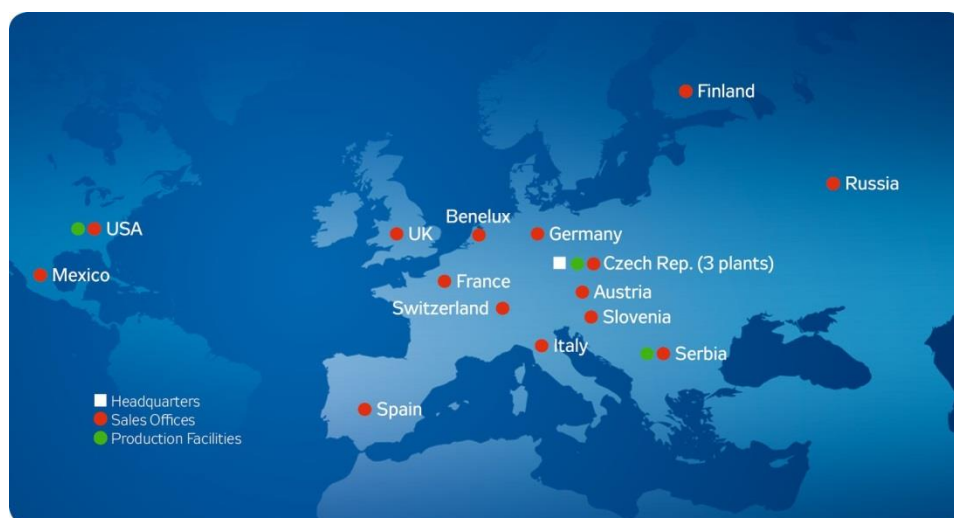 Finland
Russia
Benelux
USA
UK
Germany
Czech Rep. (3 plants)
Mexico
France
Austria
Switzerland
Slovenia
Italy
Serbia
Headquarters
Spain
Sales Offices
Production Facilities